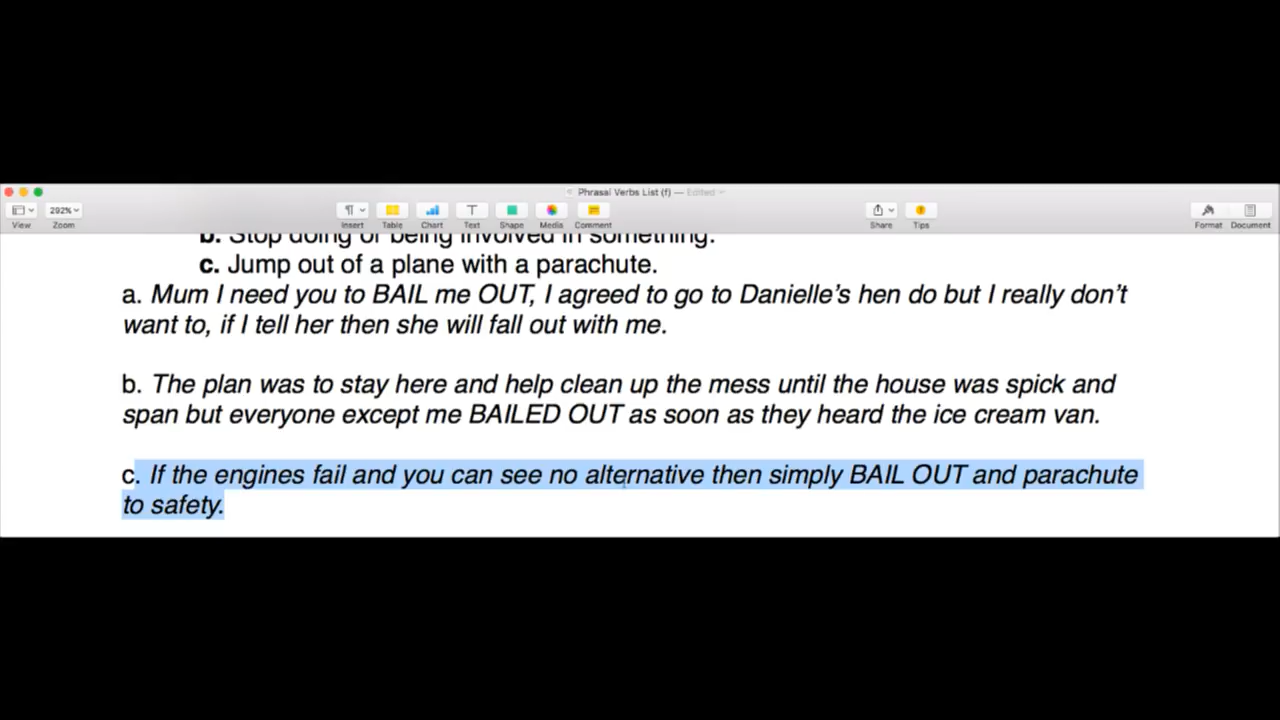 Phrasal Verbs List (f) — Edited
292%
View
Zoom
Insert
Table
Chart
Text
Shape
Media
Comment
Share
Tips
Format
Document
b. Stop doing or being involved in something.
c. Jump out of a plane with a parachute.
a. Mum I need you to BAIL me OUT, I agreed to go to Danielle’s hen do but I really don’t
want to, if I tell her then she will fall out with me.
b. The plan was to stay here and help clean up the mess until the house was spick and
span but everyone except me BAILED OUT as soon as they heard the ice cream van.
c. If the engines fail and you can see no alternative then simply BAIL OUT and parachute
to safety.